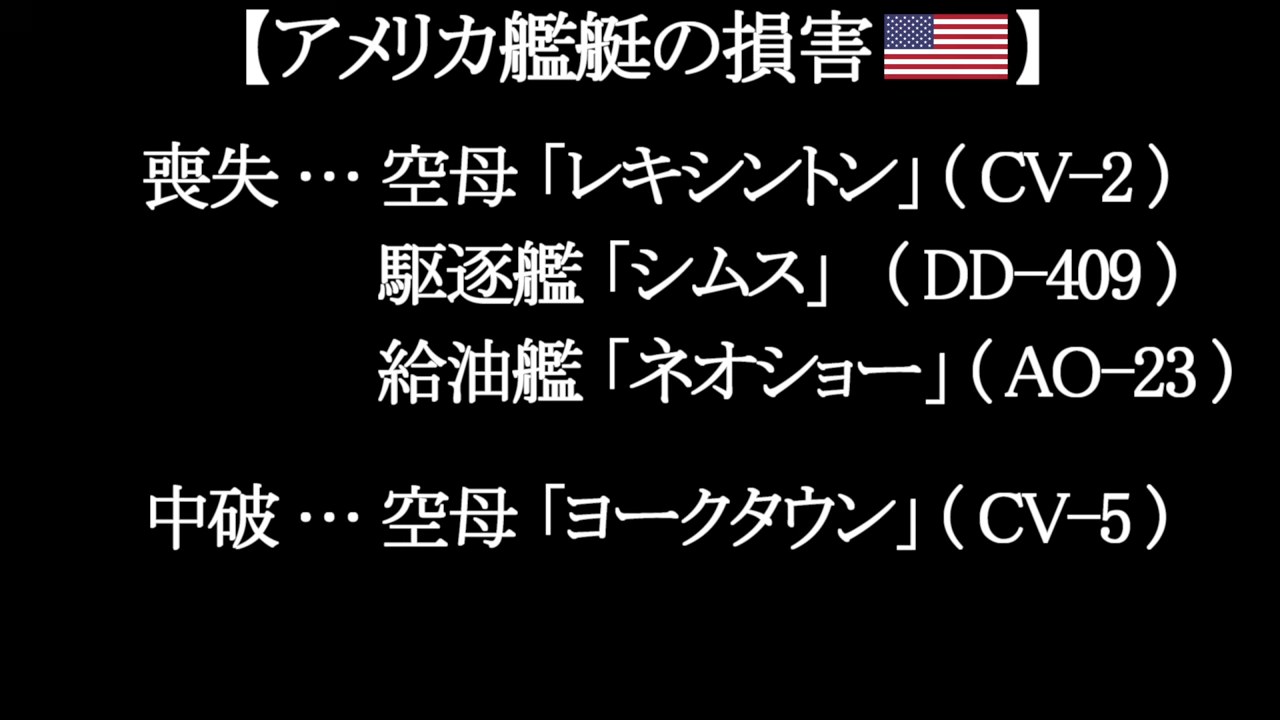 【アメリカ艦艇の損害🇺🇸】
喪失 … 空母「レキシントン」( CV-2 )
駆逐艦「シムス」 ( DD-409 )
給油艦「ネオショー」( AO-23 )
中破 … 空母「ヨークタウン」( CV-5 )